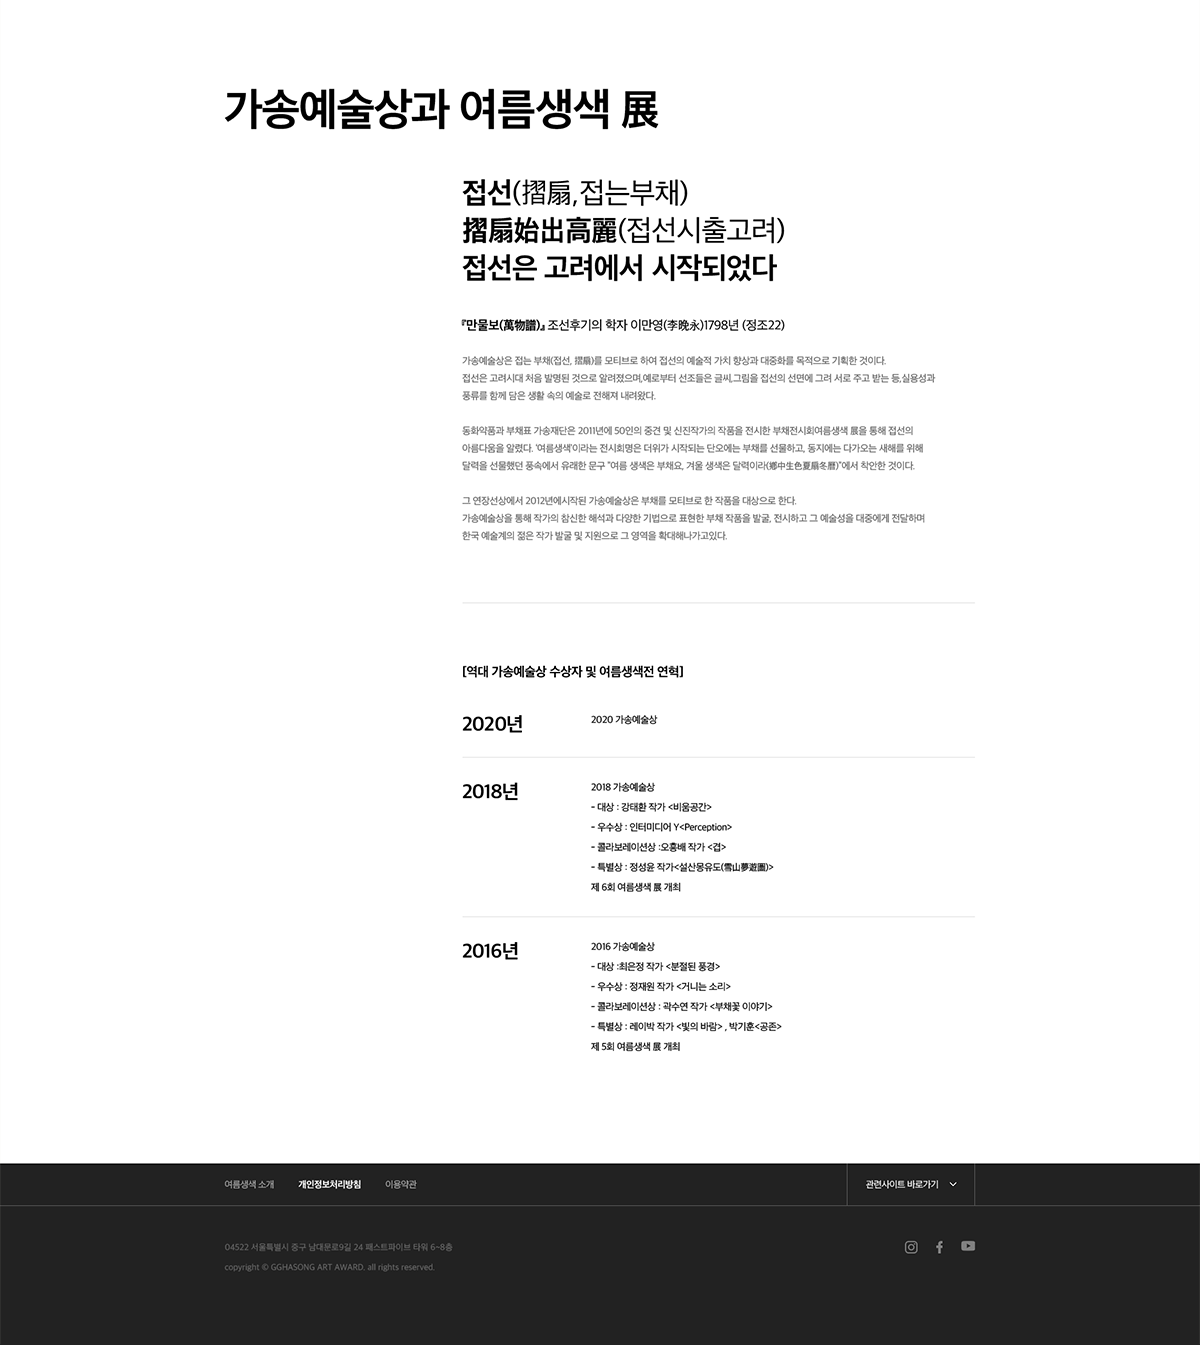 가송예술상과 여름생색 展
접선(摺扇,접는부채)
摺扇始出高麗(접선시출고려)
접선은 고려에서 시작되었다
『만물보(萬物譜)』 조선후기의 학자 이만영(李晚永)1798년 (정조22)
가송예술상은 접는 부채(접선, 摺扇)를 모티브로 하여 접선의 예술적 가치 향상과 대중화를 목적으로 기획한 것이다.
접선은 고려시대 처음 발명된 것으로 알려졌으며,예로부터 선조들은 글씨,그림을 접선의 선면에 그려 서로 주고 받는 등,실용성과
풍류를 함께 담은 생활 속의 예술로 전해져 내려왔다.
동화약품과 부채표 가송재단은 2011년에 50인의 중견 및 신진작가의 작품을 전시한 부채전시회여름생색 展을 통해 접선의
아름다움을 알렸다. '여름생색'이라는 전시회명은 더위가 시작되는 단오에는 부채를 선물하고, 동지에는 다가오는 새해를 위해
달력을 선물했던 풍속에서 유래한 문구 "여름 생색은 부채요, 겨울 생색은 달력이라(鄕中生色夏扇冬曆)"에서 착안한 것이다.
그 연장선상에서 2012년에시작된 가송예술상은 부채를 모티브로 한 작품을 대상으로 한다.
가송예술상을 통해 작가의 참신한 해석과 다양한 기법으로 표현한 부채 작품을 발굴, 전시하고 그 예술성을 대중에게 전달하며
한국 예술계의 젊은 작가 발굴 및 지원으로 그 영역을 확대해나가고있다.
[역대 가송예술상 수상자 및 여름생색전 연혁]
2020년
2020 가송예술상
2018년
2018 가송예술상
- 대상 : 강태환 작가 <비움공간>
- 우수상 : 인터미디어 Y<Perception>
- 콜라보레이션상 :오홍배 작가 <겹>
- 특별상 : 정성윤 작가<설산몽유도(雪山夢遊圖)>
제 6회 여름생색 展 개최
2016년
2016 가송예술상
- 대상 :최은정 작가 <분절된 풍경>
- 우수상 : 정재원 작가 <거니는 소리>
- 콜라보레이션상 : 곽수연 작가 <부채꽃 이야기>
- 특별상 : 레이박 작가 <빛의 바람> , 박기훈<공존>
제 5회 여름생색 展 개최
여름생색 소개
개인정보처리방침
이용약관
관련사이트 바로가기
04522 서울특별시 중구 남대문로9길 24 패스트파이브 타워 6~8층
copyright © GGHASONG ART AWARD. all rights reserved.